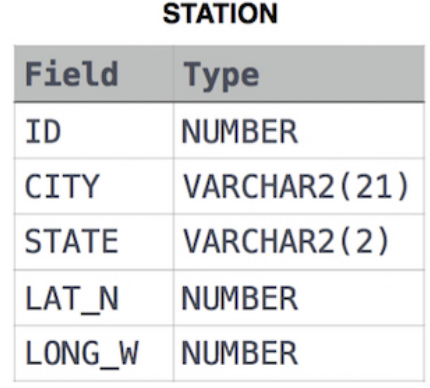 STATION
Field Type
ID NUMBER
CITY VARCHAR2(21)
STATE VARCHAR2(2)
LAT_N NUMBER
LONG_W NUMBER